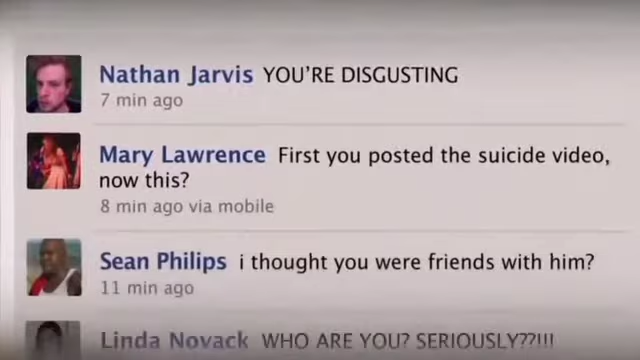 Nathan Jarvis YOU'RE DISGUSTING
7 min ago
Mary Lawrence First you posted the suicide video,
now this?
8 min ago via mobile
Sean Philips i thought you were friends with him?
11 min ago
Linda Novack WHO ARE YOU? SERIOUSLY??!!!